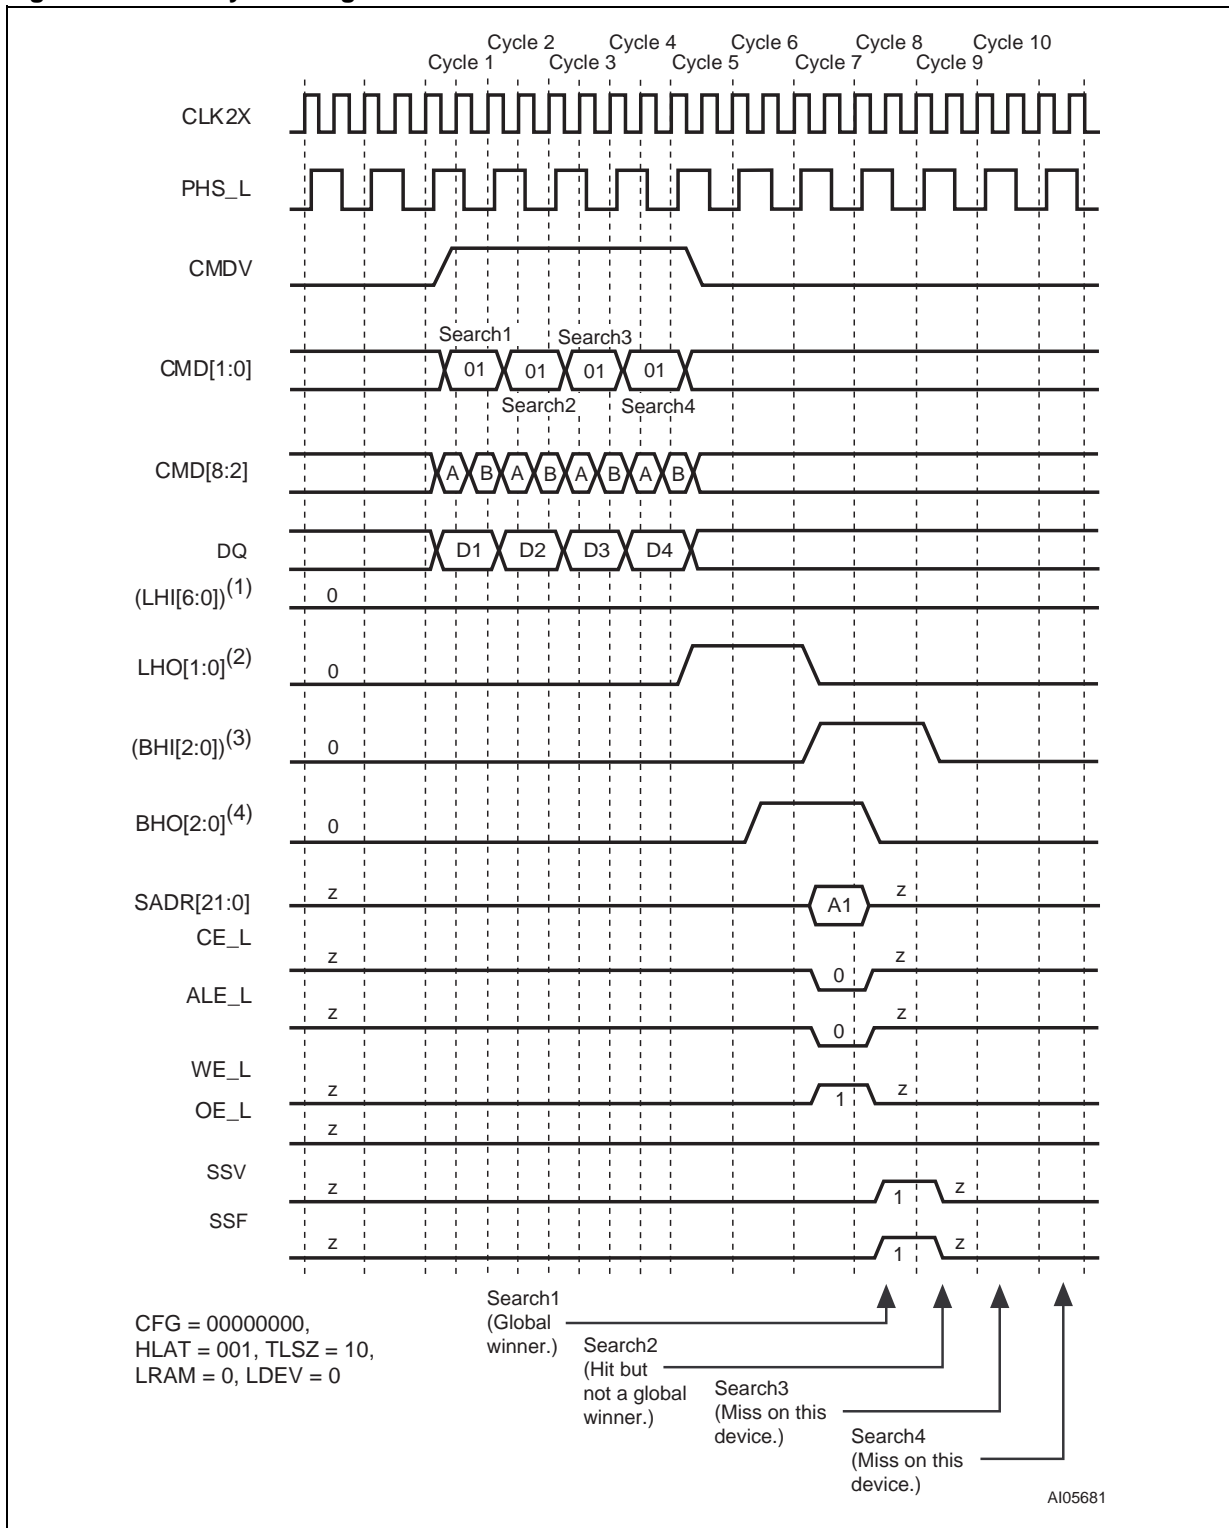 Cycle 2 Cycle 4 Cycle 6 Cycle 8 Cycle 10
Cycle 1 Cycle 3 Cycle 5 Cycle 7 Cycle 9
CLK2X
PHS_L
CMDV
Search1 Search3
CMD[1:0] 01 01 01 01
Search2 Search4
CMD[8:2] A B A B A B A B
DQ D1 D2 D3 D4
(LHI[6:0])(1) 0
LHO[1:0](2) 0
(BHI[2:0])(3) 0
BHO[2:0](4) 0
SADR[21:0] z A1 z
CE_L
z 0 z
ALE_L
z 0 z
WE_L
z 1 z
OE_L
z
SSV
z 1 z
SSF
z 1 z
Search1
(Global
winner.)
Search2
(Hit but
not a global
winner.)
Search3
(Miss on this
device.)
Search4
(Miss on this
device.)
CFG = 00000000,
HLAT = 001, TLSZ = 10,
LRAM = 0, LDEV = 0
AI05681